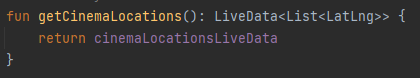 fun getCinemaLocations(): LiveData<List<LatLng>> {
    return cinemaLocationsLiveData
}